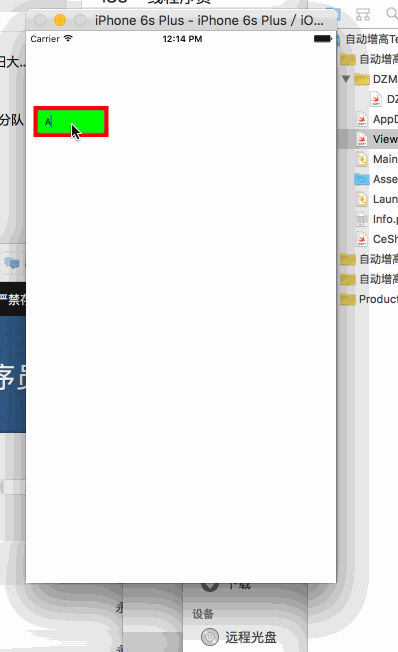 iPhone 6s Plus - iPhone 6s Plus / iO...
Carrier
12:14 PM
A
自动增高Te
自动增高
DZM
DZ
AppD
View
Main
Asse
Laun
Info.p
CeSh
自动增高
自动增高
Product
日大...
分队
严禁在
序员
下载
设备
远程光盘